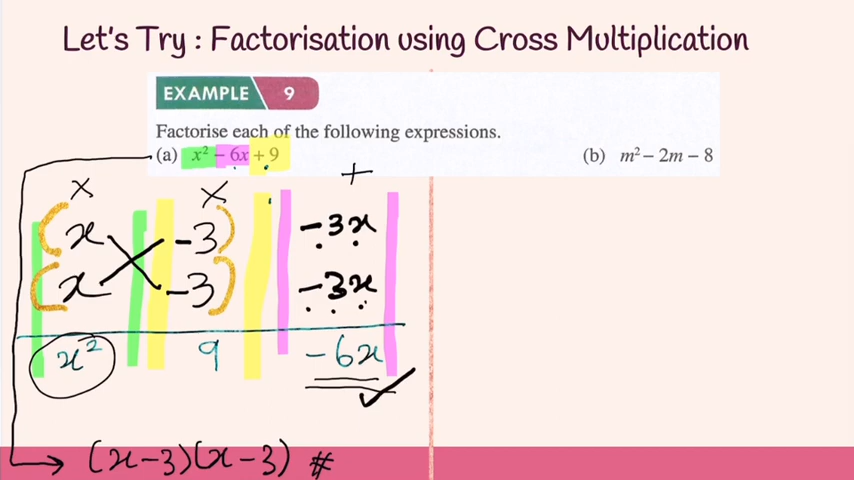 Let's Try : Factorisation using Cross Multiplication
EXAMPLE 9
Factorise each of the following expressions.
(a) x² − 6x + 9 (b) m² − 2m − 8
× × +
(x −3) −3x
(x −3) −3x
x² 9 −6x ✓
→ (x−3)(x−3) #